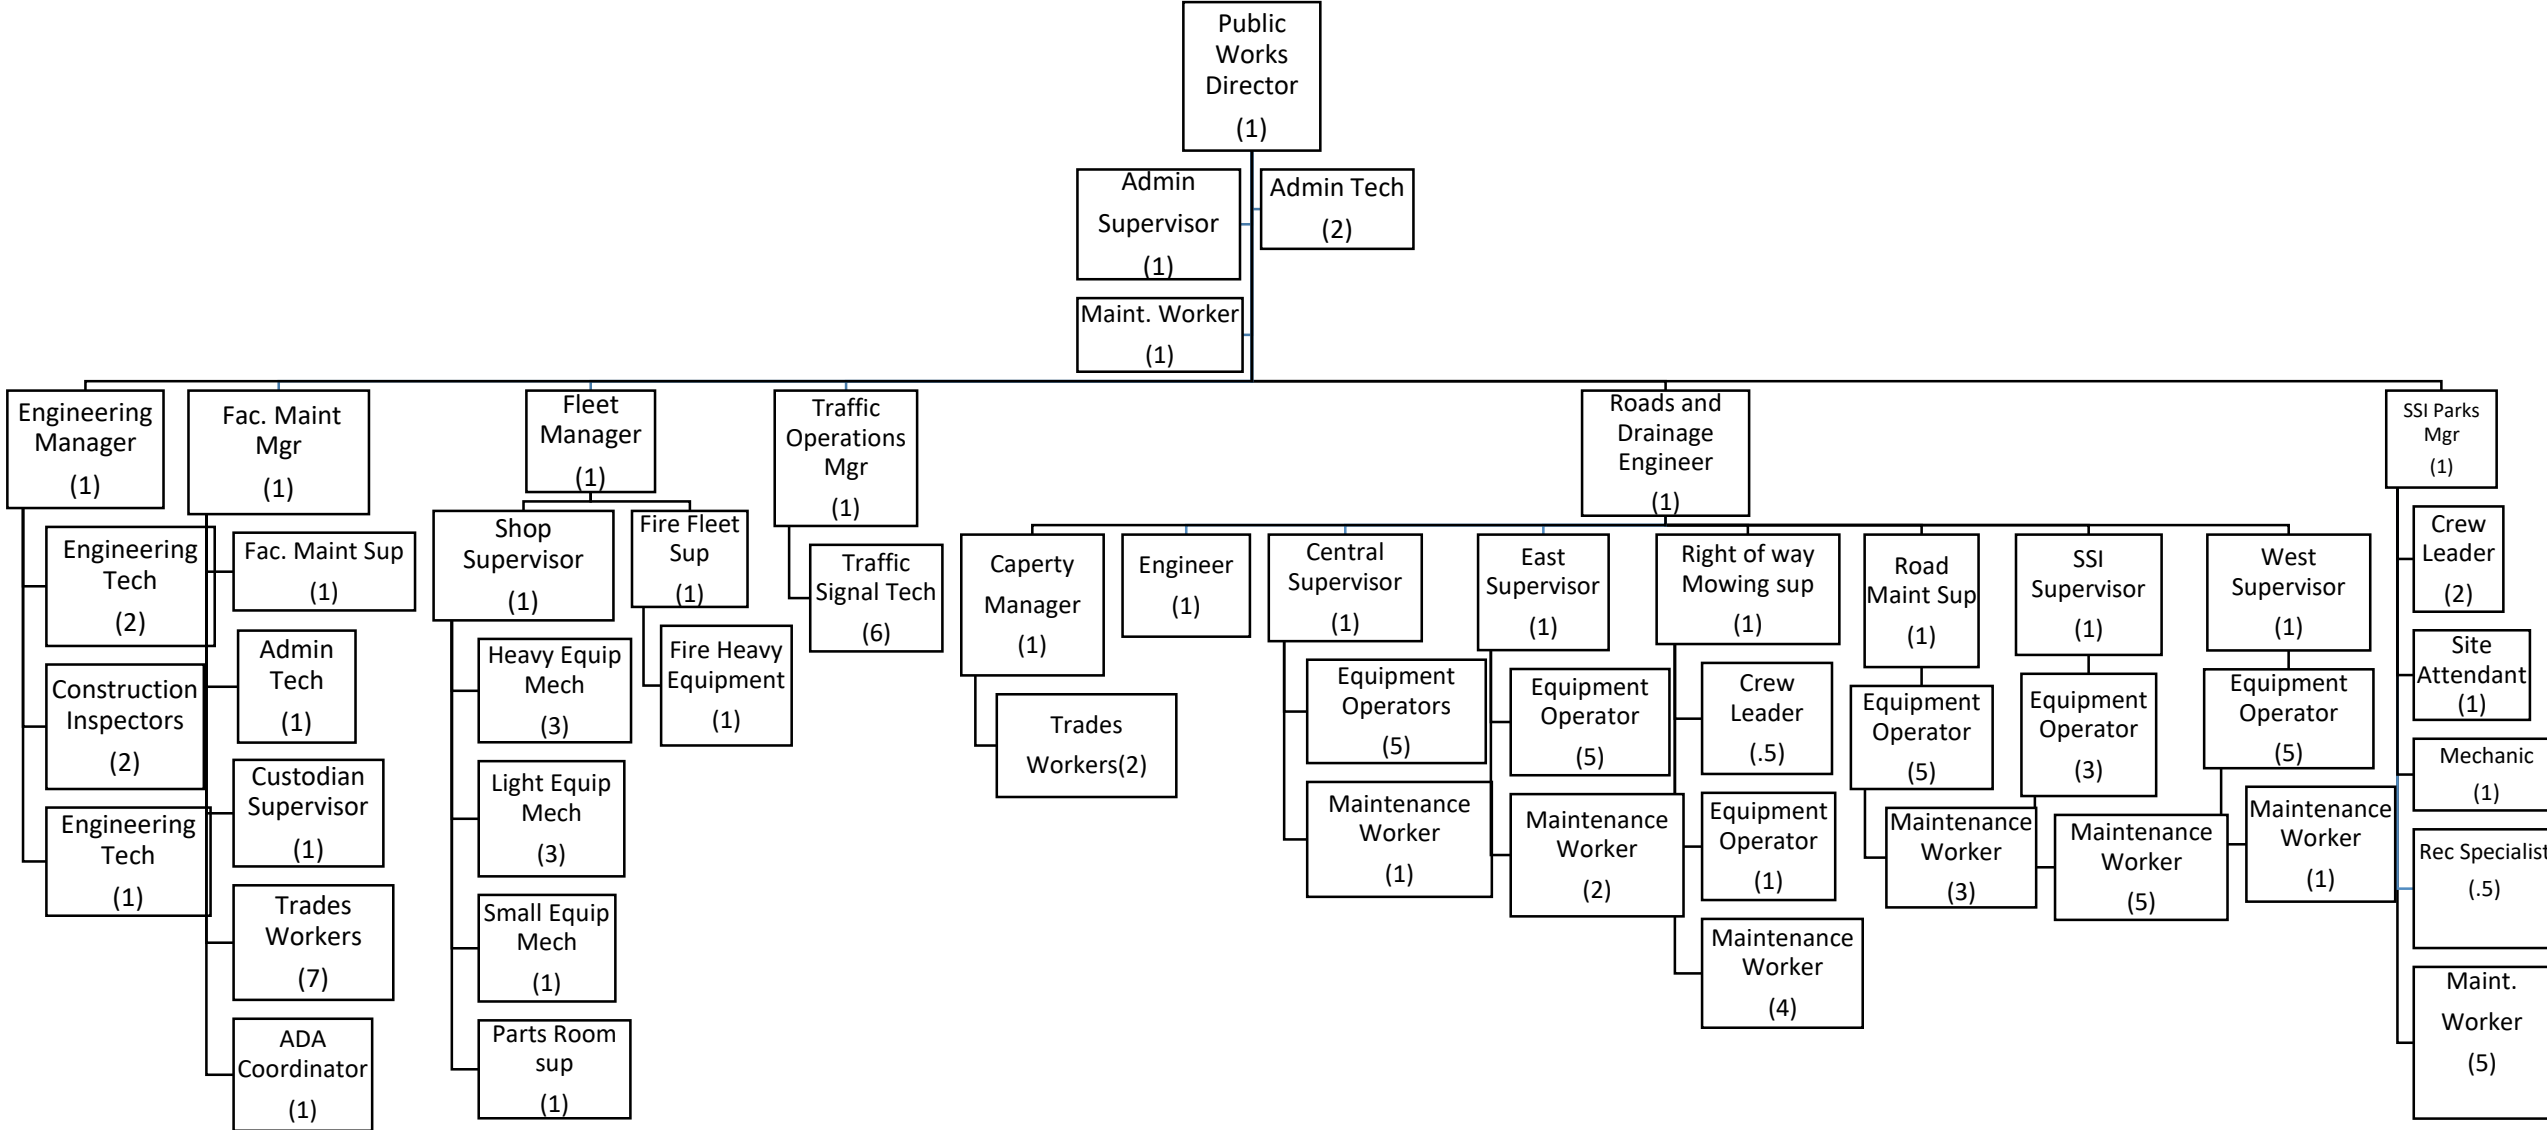 Public
Works
Director
(1)
Admin
Supervisor
(1)
Admin Tech
(2)
Maint. Worker
(1)
Engineering
Manager
(1)
Engineering
Tech
(2)
Construction
Inspectors
(2)
Engineering
Tech
(1)
Fac. Maint
Mgr
(1)
Fac. Maint Sup
(1)
Admin
Tech
(1)
Custodian
Supervisor
(1)
Trades
Workers
(7)
ADA
Coordinator
(1)
Fleet
Manager
(1)
Shop
Supervisor
(1)
Heavy Equip
Mech
(3)
Light Equip
Mech
(3)
Small Equip
Mech
(1)
Parts Room
sup
(1)
Fire Fleet
Sup
(1)
Fire Heavy
Equipment
(1)
Traffic
Operations
Mgr
(1)
Traffic
Signal Tech
(6)
Roads and
Drainage
Engineer
(1)
Caperty
Manager
(1)
Trades
Workers(2)
Engineer
(1)
Central
Supervisor
(1)
Equipment
Operators
(5)
Maintenance
Worker
(1)
East
Supervisor
(1)
Equipment
Operator
(5)
Maintenance
Worker
(2)
Right of way
Mowing sup
(1)
Crew
Leader
(.5)
Equipment
Operator
(1)
Maintenance
Worker
(4)
Road
Maint Sup
(1)
Equipment
Operator
(5)
Maintenance
Worker
(3)
SSI
Supervisor
(1)
Equipment
Operator
(3)
Maintenance
Worker
(5)
West
Supervisor
(1)
Equipment
Operator
(5)
Maintenance
Worker
(1)
SSI Parks
Mgr
(1)
Crew
Leader
(2)
Site
Attendant
(1)
Mechanic
(1)
Rec Specialist
(.5)
Maint.
Worker
(5)